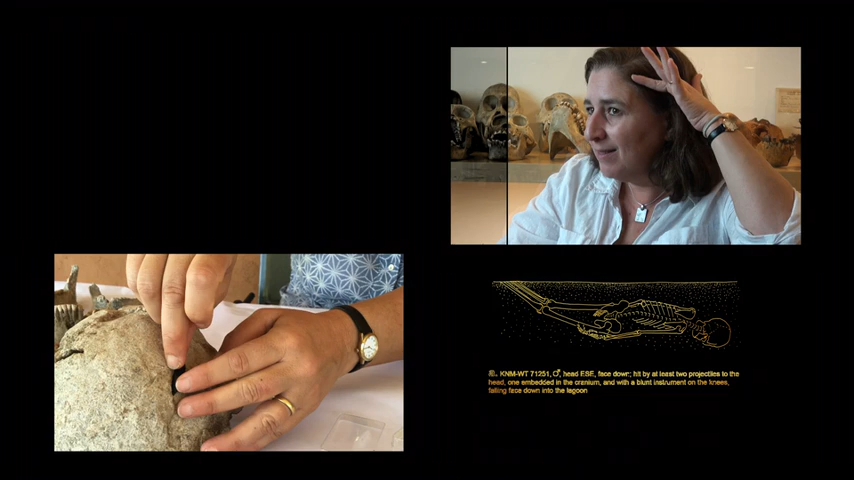 KNM-WT 71251, ♂, head ESE, face down; hit by at least two projectiles to the
head, one embedded in the cranium, and with a blunt instrument on the knees,
falling face down into the lagoon